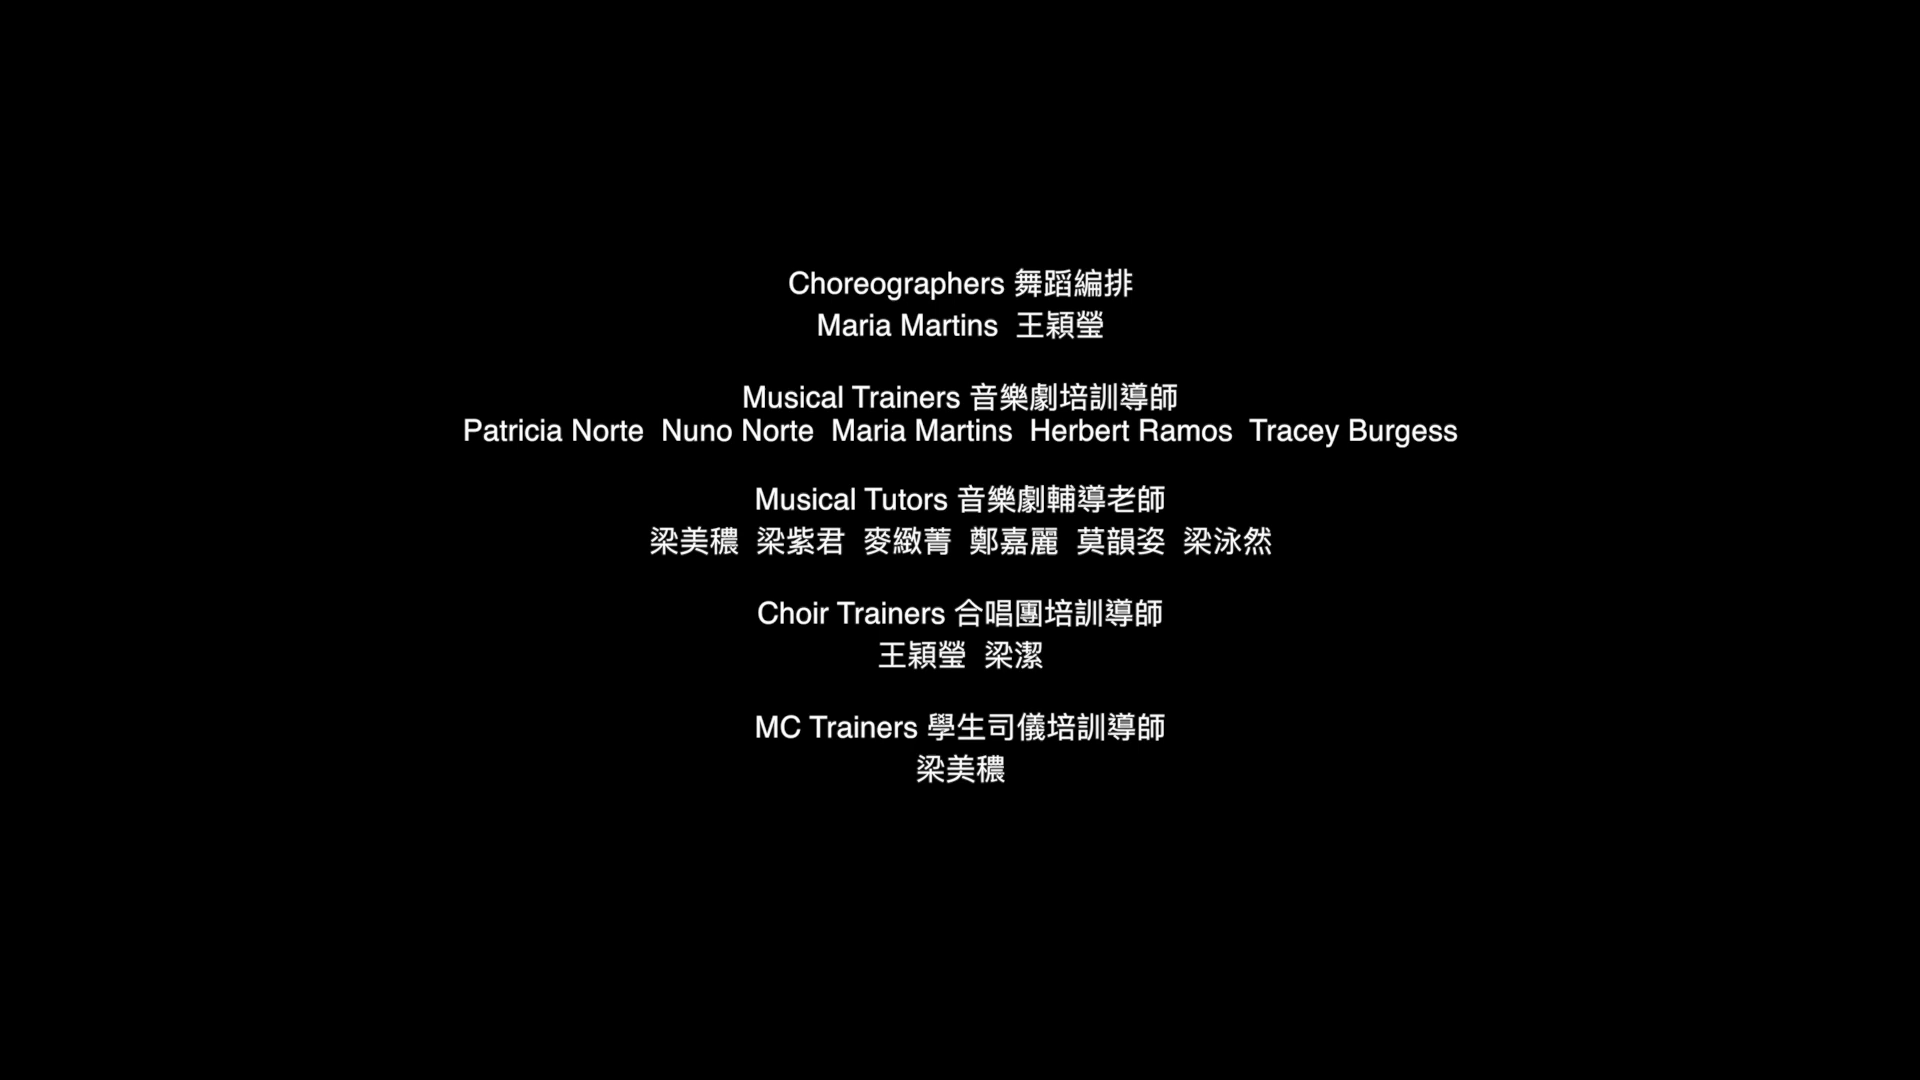 Choreographers 舞蹈編排
Maria Martins 王穎瑩
Musical Trainers 音樂劇培訓導師
Patricia Norte Nuno Norte Maria Martins Herbert Ramos Tracey Burgess
Musical Tutors 音樂劇輔導老師
梁美穠 梁紫君 麥緻菁 鄭嘉麗 莫韻姿 梁泳然
Choir Trainers 合唱團培訓導師
王穎瑩 梁潔
MC Trainers 學生司儀培訓導師
梁美穠